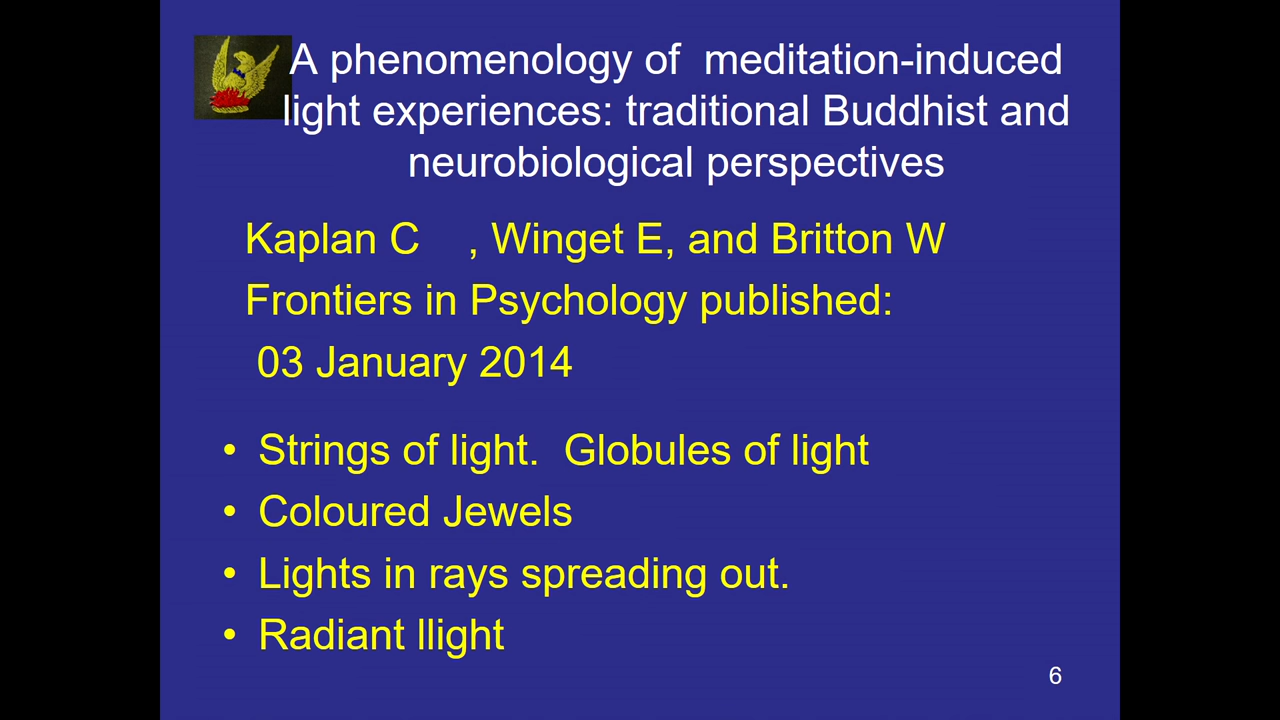 A phenomenology of  meditation-induced
light experiences: traditional Buddhist and
neurobiological perspectives
Kaplan C    , Winget E, and Britton W
Frontiers in Psychology published:
03 January 2014
• Strings of light.  Globules of light
• Coloured Jewels
• Lights in rays spreading out.
• Radiant llight
6